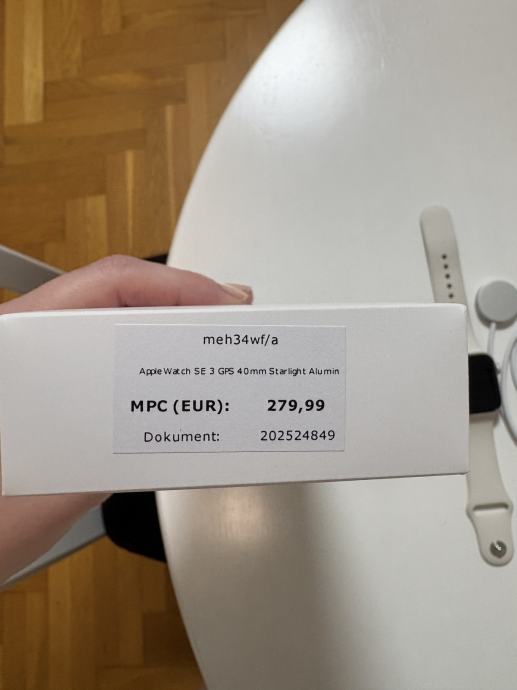 meh34wf/a
Apple Watch SE 3 GPS 40mm Starlight Alumin
MPC (EUR): 279,99
Dokument: 202524849